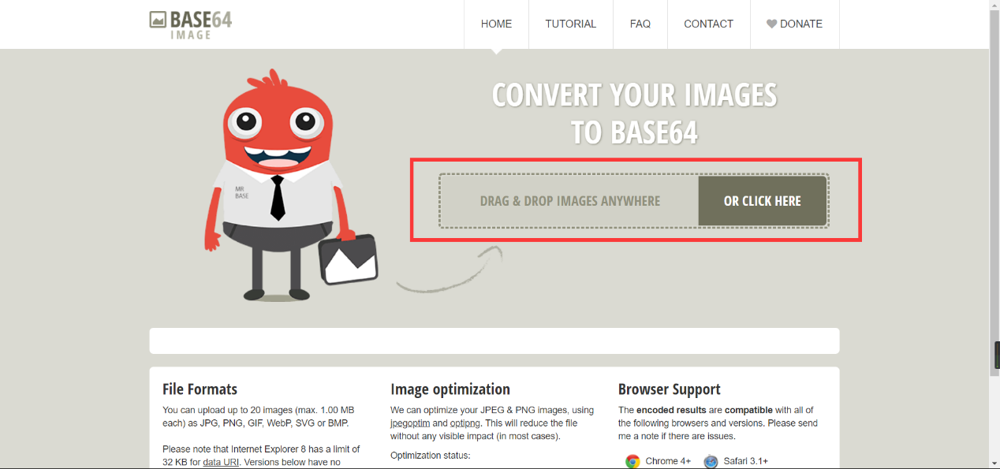 BASE64
IMAGE
HOME
TUTORIAL
FAQ
CONTACT
DONATE
CONVERT YOUR IMAGES
TO BASE64
MR
BASE
DRAG & DROP IMAGES ANYWHERE
OR CLICK HERE
File Formats
You can upload up to 20 images (max. 1.00 MB
each) as JPG, PNG, GIF, WebP, SVG or BMP.
Please note that Internet Explorer 8 has a limit of
32 KB for data URI. Versions below have no
Image optimization
We can optimize your JPEG & PNG images, using
jpegoptim and optipng. This will reduce the file
without any visible impact (in most cases).
Optimization status:
Browser Support
The encoded results are compatible with all of
the following browsers and versions. Please send
me a note if there are issues.
Chrome 4+
Safari 3.1+